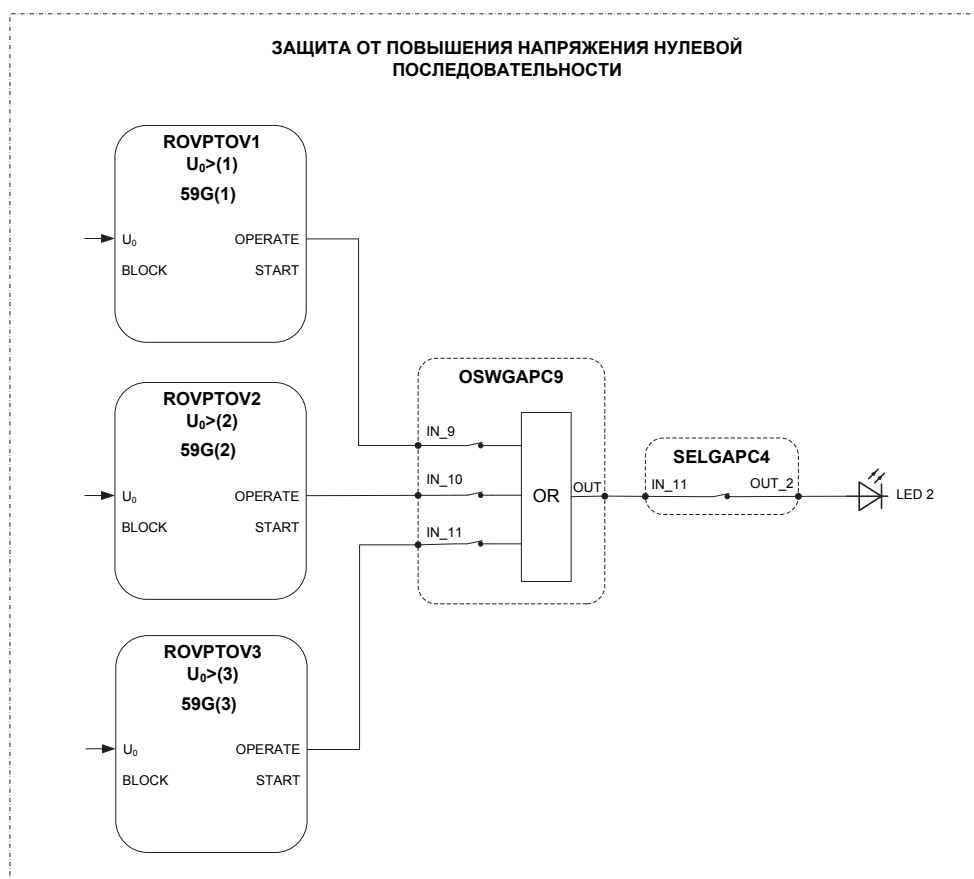 ЗАЩИТА ОТ ПОВЫШЕНИЯ НАПРЯЖЕНИЯ НУЛЕВОЙ
ПОСЛЕДОВАТЕЛЬНОСТИ
ROVPTOV1
U₀>(1)
59G(1)
U₀ OPERATE
BLOCK START
ROVPTOV2
U₀>(2)
59G(2)
U₀ OPERATE
BLOCK START
ROVPTOV3
U₀>(3)
59G(3)
U₀ OPERATE
BLOCK START
OSWGAPC9
IN_9
IN_10
IN_11
OR
OUT
SELGAPC4
IN_11 OUT_2
LED 2